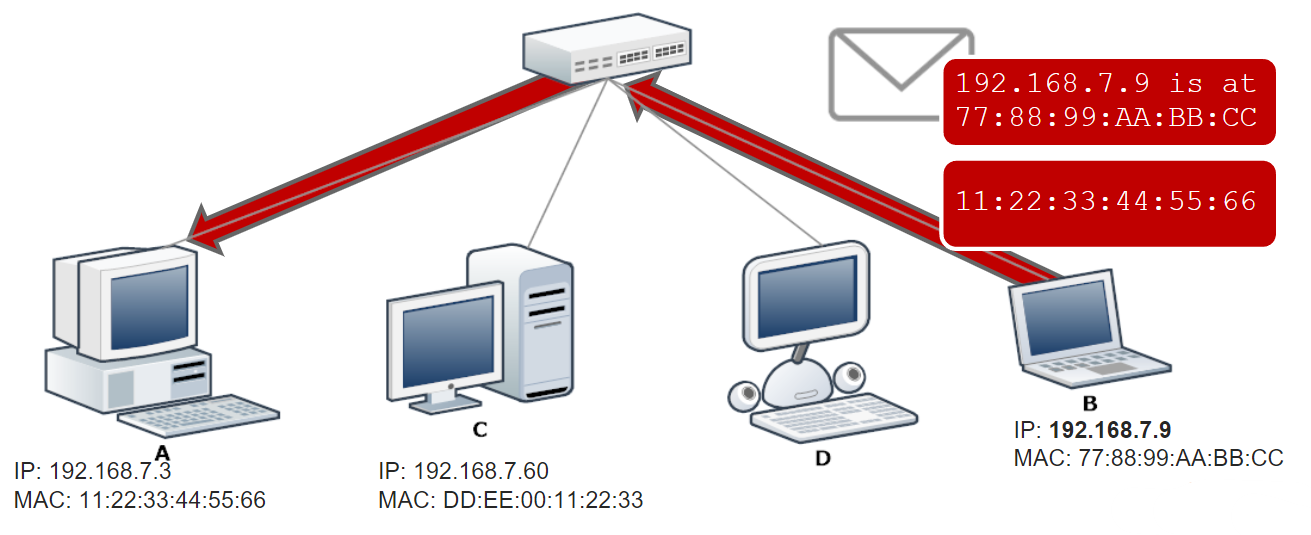 192.168.7.9 is at
77:88:99:AA:BB:CC
11:22:33:44:55:66
A
IP: 192.168.7.3
MAC: 11:22:33:44:55:66
C
IP: 192.168.7.60
MAC: DD:EE:00:11:22:33
D
B
IP: 192.168.7.9
MAC: 77:88:99:AA:BB:CC